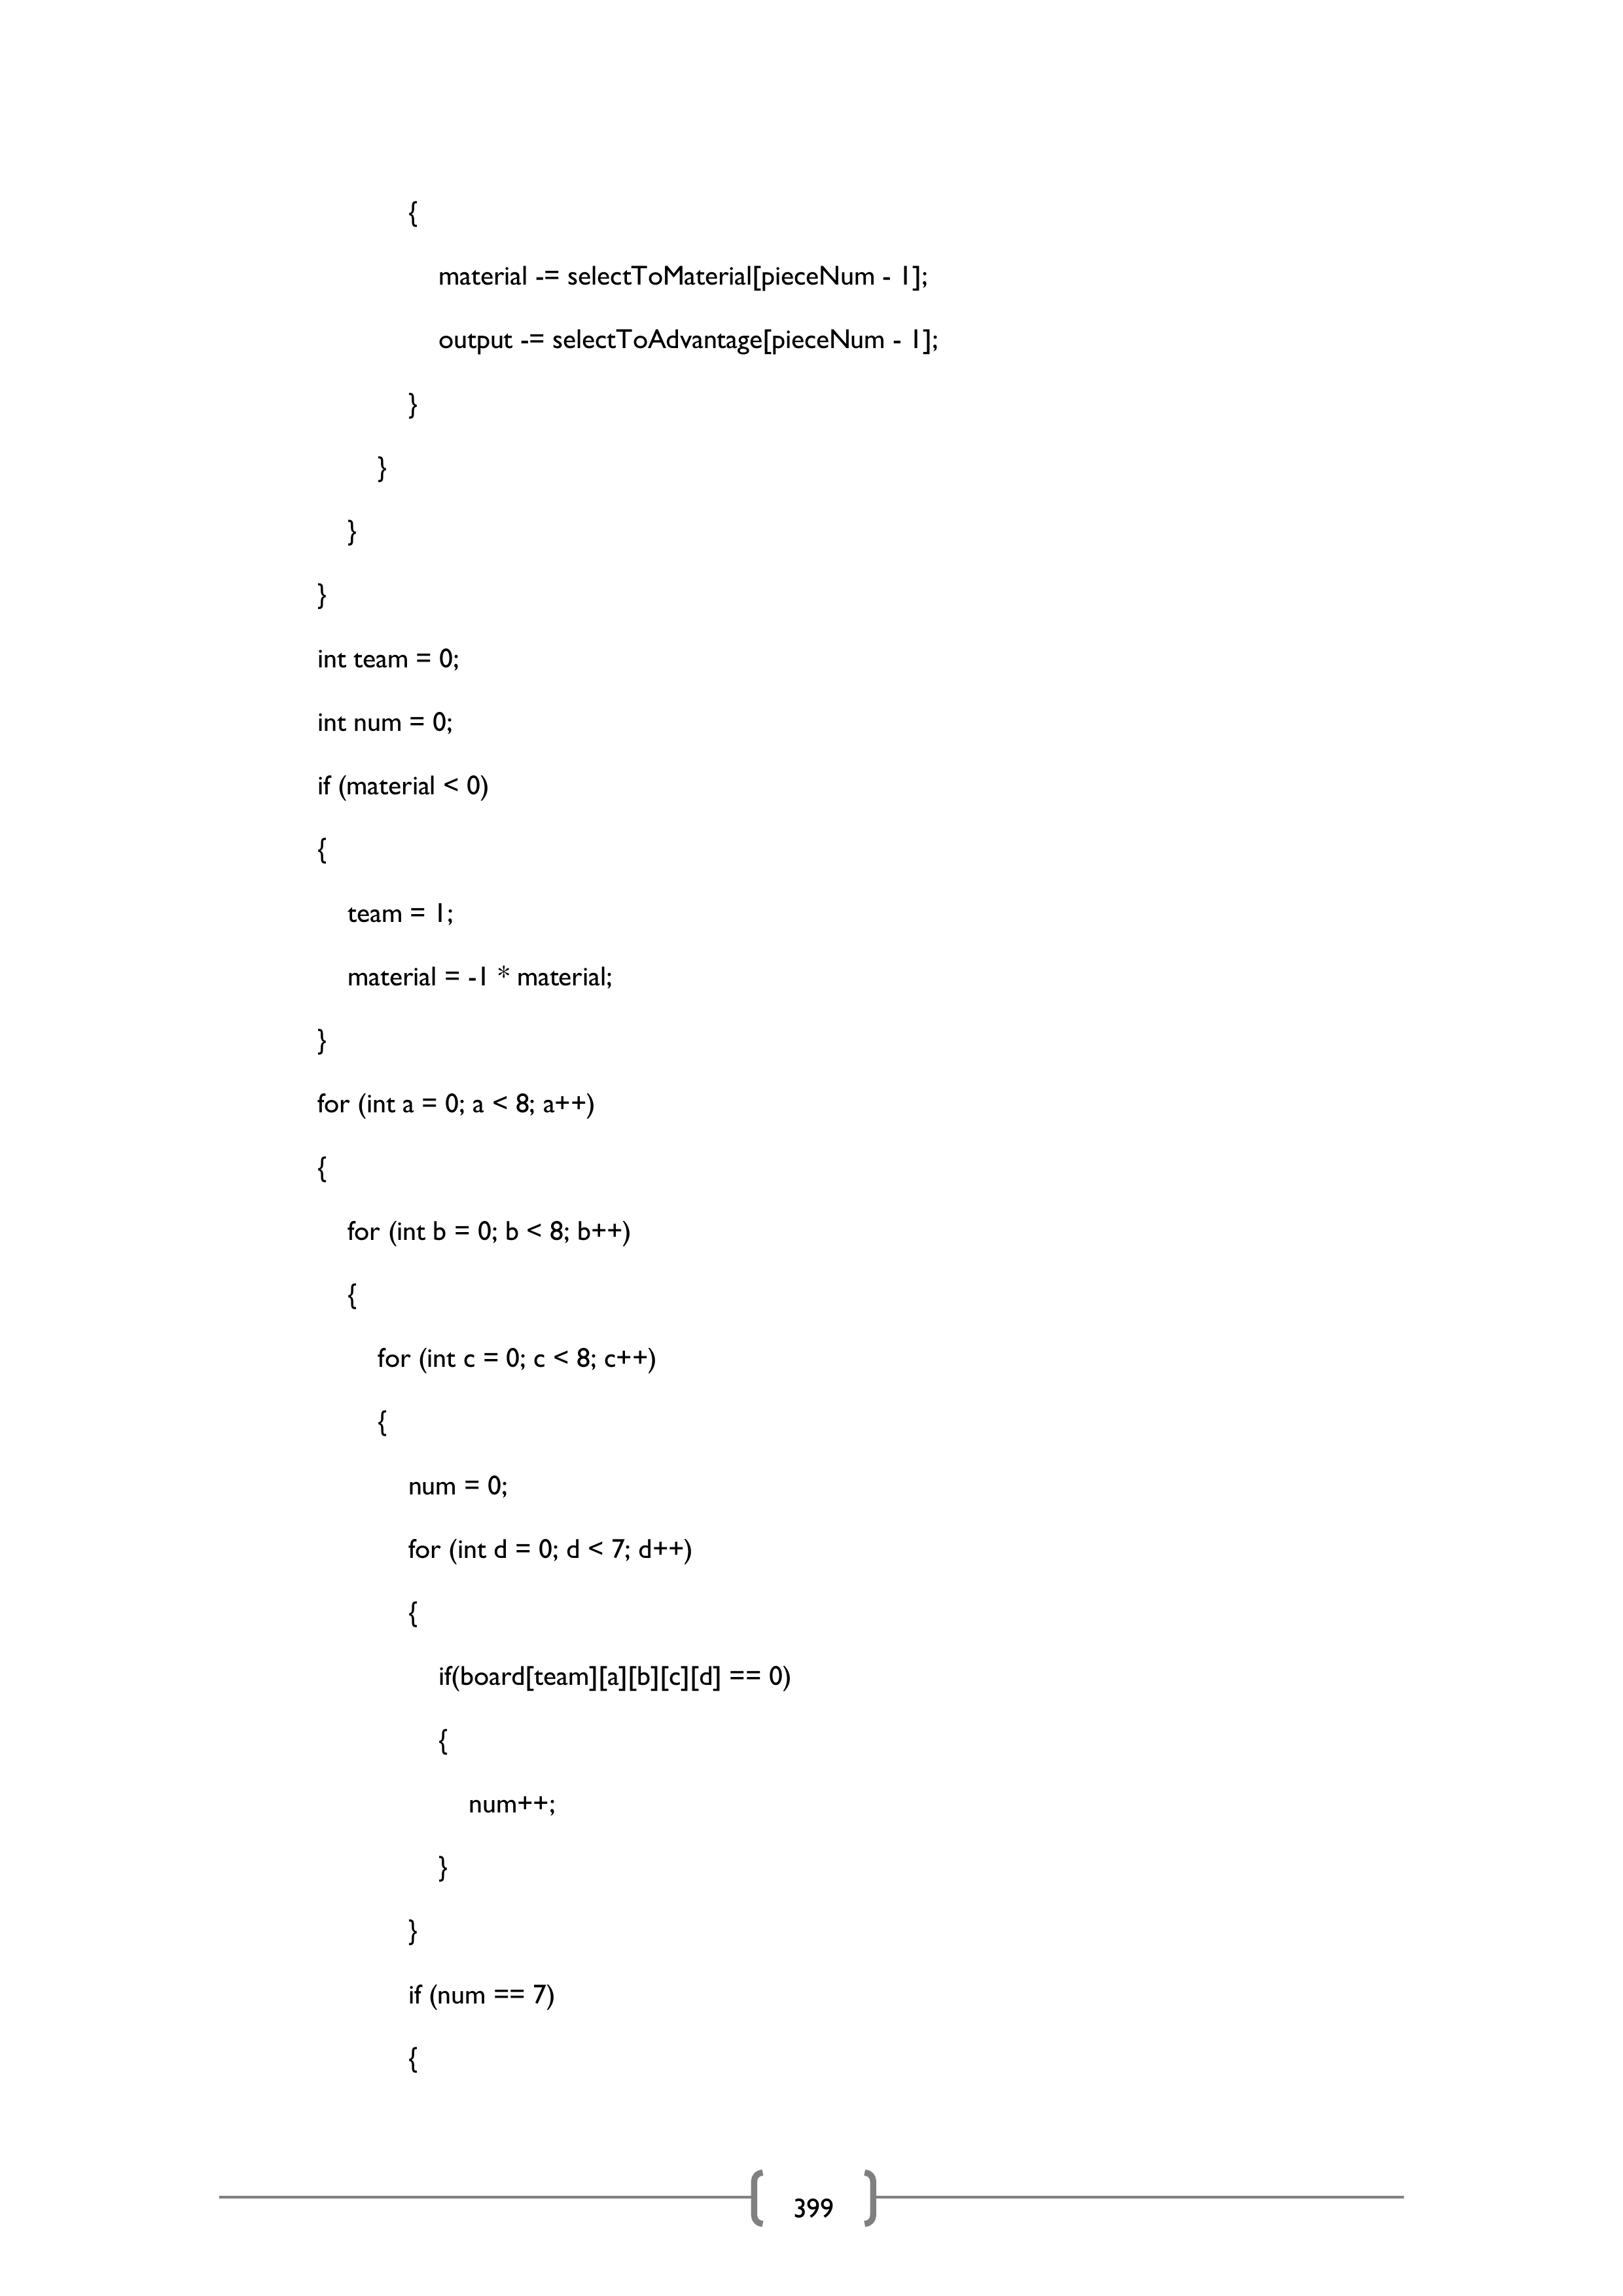 {
material -= selectToMaterial[pieceNum - 1];
output -= selectToAdvantage[pieceNum - 1];
}
}
}
}
int team = 0;
int num = 0;
if (material < 0)
{
team = 1;
material = -1 * material;
}
for (int a = 0; a < 8; a++)
{
for (int b = 0; b < 8; b++)
{
for (int c = 0; c < 8; c++)
{
num = 0;
for (int d = 0; d < 7; d++)
{
if(board[team][a][b][c][d] == 0)
{
num++;
}
}
if (num == 7)
{
399